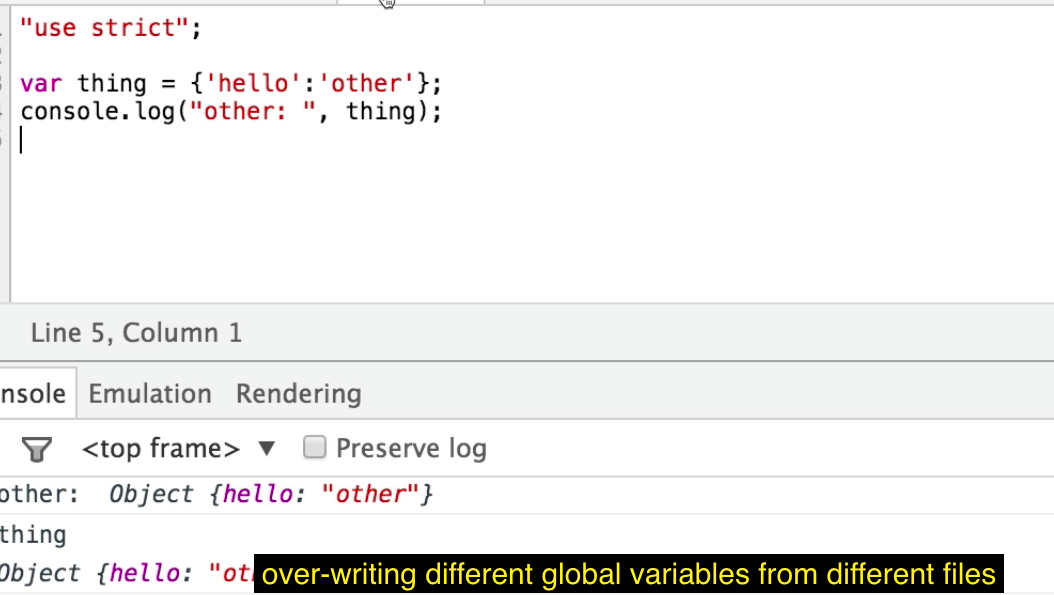 "use strict";
var thing = {'hello':'other'};
console.log("other: ", thing);
Line 5, Column 1
nsole Emulation Rendering
<top frame> ▼ Preserve log
other: Object {hello: "other"}
thing
Object {hello: "ot
over-writing different global variables from different files